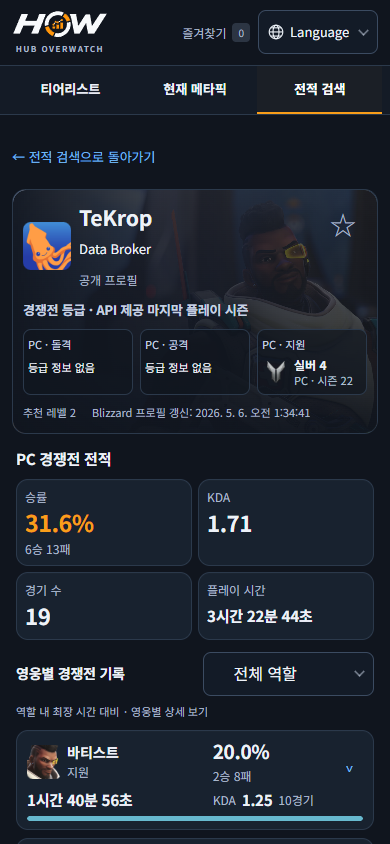 HOW
HUB OVERWATCH
즐겨찾기 0
Language
티어리스트 현재 메타픽 전적 검색
← 전적 검색으로 돌아가기
TeKrop
Data Broker
공개 프로필
경쟁전 등급 · API 제공 마지막 플레이 시즌
PC · 돌격 PC · 공격 PC · 지원
등급 정보 없음 등급 정보 없음 실버 4
PC · 시즌 22
추천 레벨 2 Blizzard 프로필 갱신: 2026. 5. 6. 오전 1:34:41
PC 경쟁전 전적
승률 KDA
31.6% 1.71
6승 13패
경기 수 플레이 시간
19 3시간 22분 44초
영웅별 경쟁전 기록 전체 역할
역할 내 최장 시간 대비 · 영웅별 상세 보기
바티스트 20.0%
지원 2승 8패 v
1시간 40분 56초 KDA 1.25 10경기